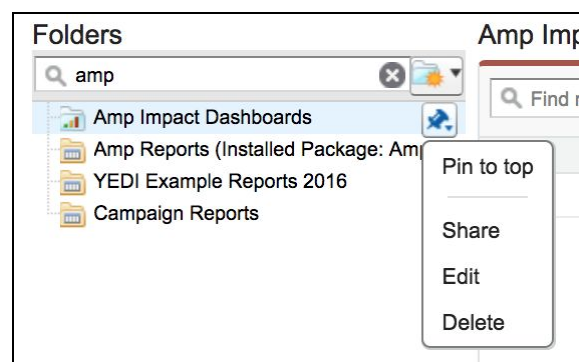 Folders
Amp Imp
amp
Find r
Amp Impact Dashboards
Amp Reports (Installed Package: Amp
YEDI Example Reports 2016
Campaign Reports
Pin to top
Share
Edit
Delete